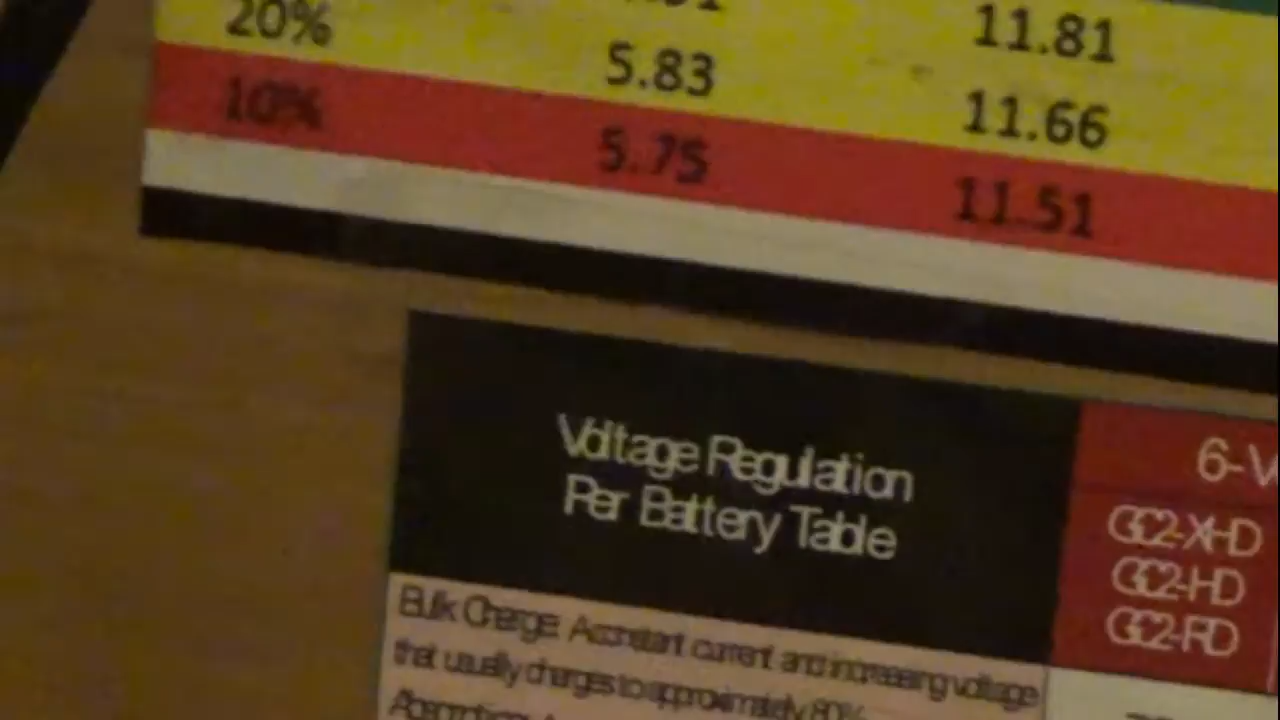 11.81
20% 5.83 11.66
10% 5.75 11.51
Voltage Regulation
Per Battery Table
6-V
GC2-XHD
GC2-HD
GC2-RD
Bulk Charge: A constant current and increasing voltage
that usually charges to approximately 80%.